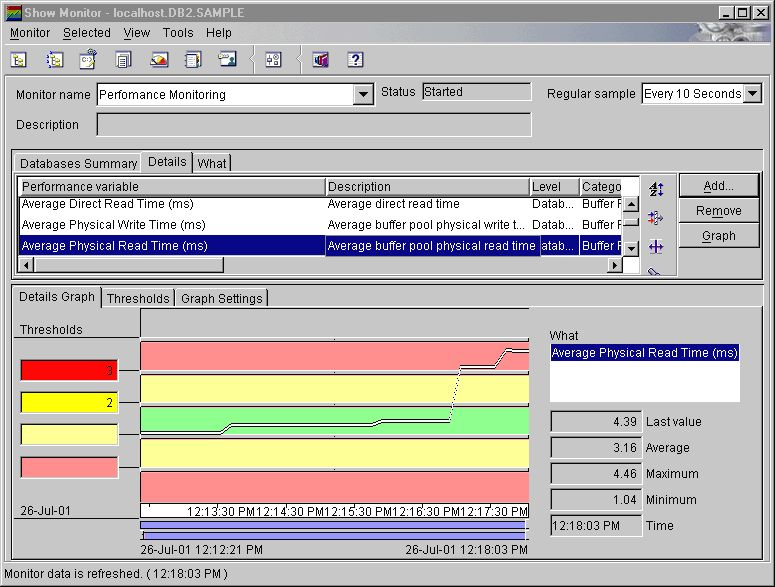 Show Monitor - localhost.DB2.SAMPLE
Monitor Selected View Tools Help
Monitor name Perfomance Monitoring Status Started Regular sample Every 10 Seconds
Description
Databases Summary Details What
Performance variable Description Level Catego
Average Direct Read Time (ms) Average direct read time Datab... Buffer F
Average Physical Write Time (ms) Average buffer pool physical write t... Datab... Buffer F
Average Physical Read Time (ms) Average buffer pool physical read time atab... Buffer F
Add...
Remove
Graph
Details Graph Thresholds Graph Settings
Thresholds
3
2
26-Jul-01
12:13:30 PM 12:14:30 PM 12:15:30 PM 12:16:30 PM 12:17:30 PM
26-Jul-01 12:12:21 PM 26-Jul-01 12:18:03 PM
What
Average Physical Read Time (ms)
4.39 Last value
3.16 Average
4.46 Maximum
1.04 Minimum
12:18:03 PM Time
Monitor data is refreshed. ( 12:18:03 PM )